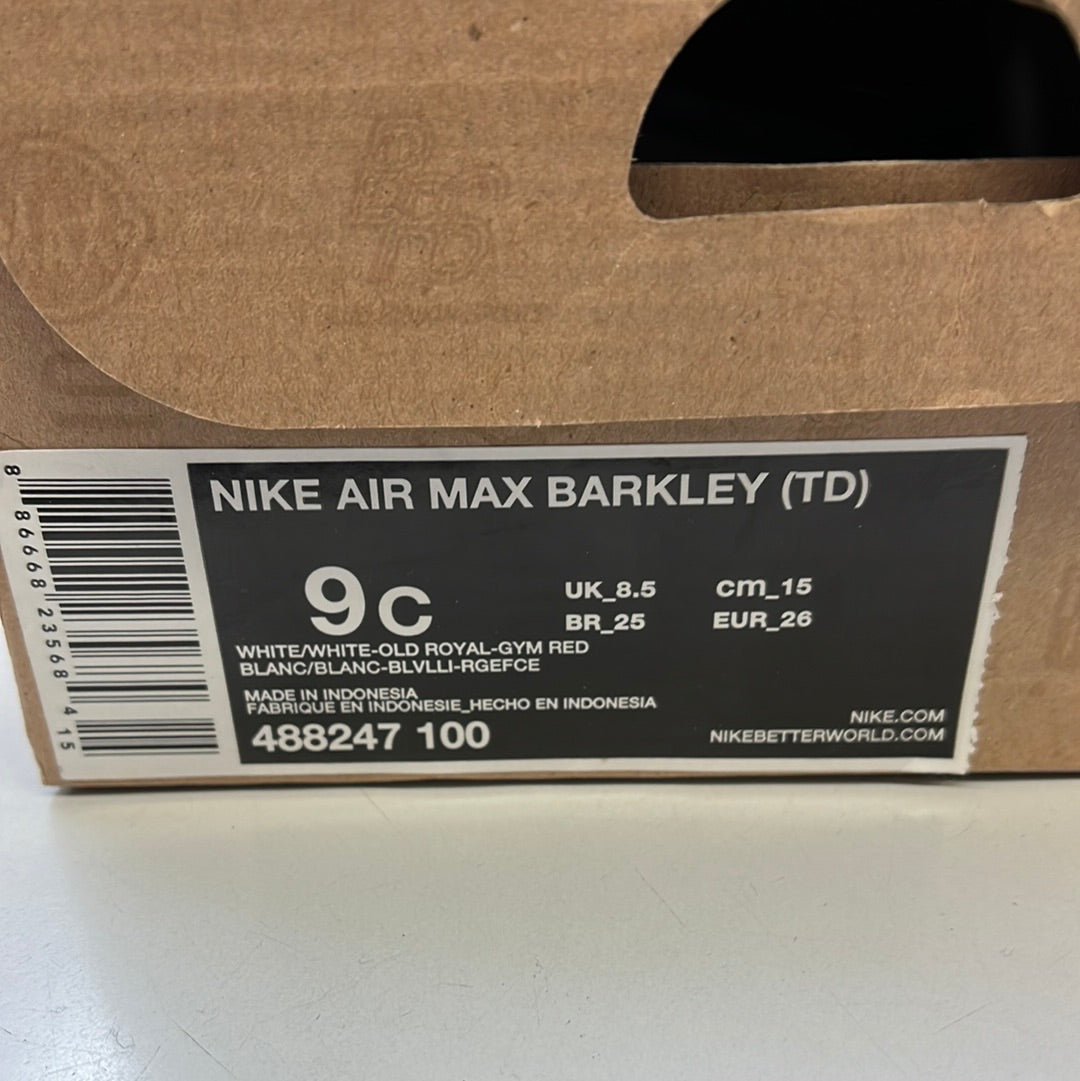 NIKE AIR MAX BARKLEY (TD)
9C
UK_8.5 cm_15
BR_25 EUR_26
WHITE/WHITE-OLD ROYAL-GYM RED
BLANC/BLANC-BLVLLI-RGEFCE
MADE IN INDONESIA
FABRIQUE EN INDONESIE_HECHO EN INDONESIA
488247 100
NIKE.COM
NIKEBETTERWORLD.COM
8 86668 23568 4 15